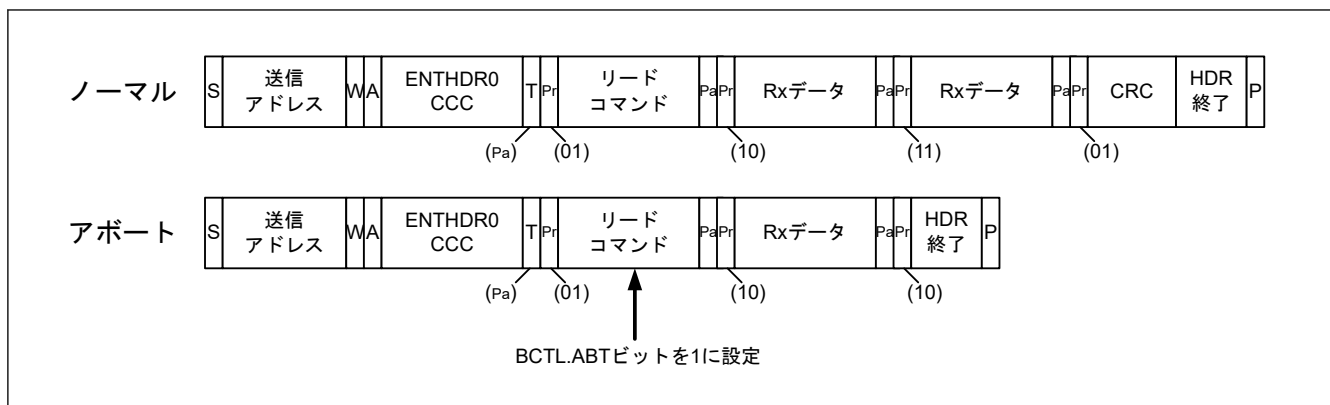 ノーマル
S
送信
アドレス
W
A
ENTHDR0
CCC
T
Pr
リード
コマンド
Pa
Pr
Rxデータ
Pa
Pr
Rxデータ
Pa
Pr
CRC
HDR
終了
P
(Pa)
(01)
(10)
(11)
(01)
アボート
S
送信
アドレス
W
A
ENTHDR0
CCC
T
Pr
リード
コマンド
Pa
Pr
Rxデータ
Pa
Pr
HDR
終了
P
(Pa)
(01)
(10)
(10)
BCTL.ABTビットを1に設定